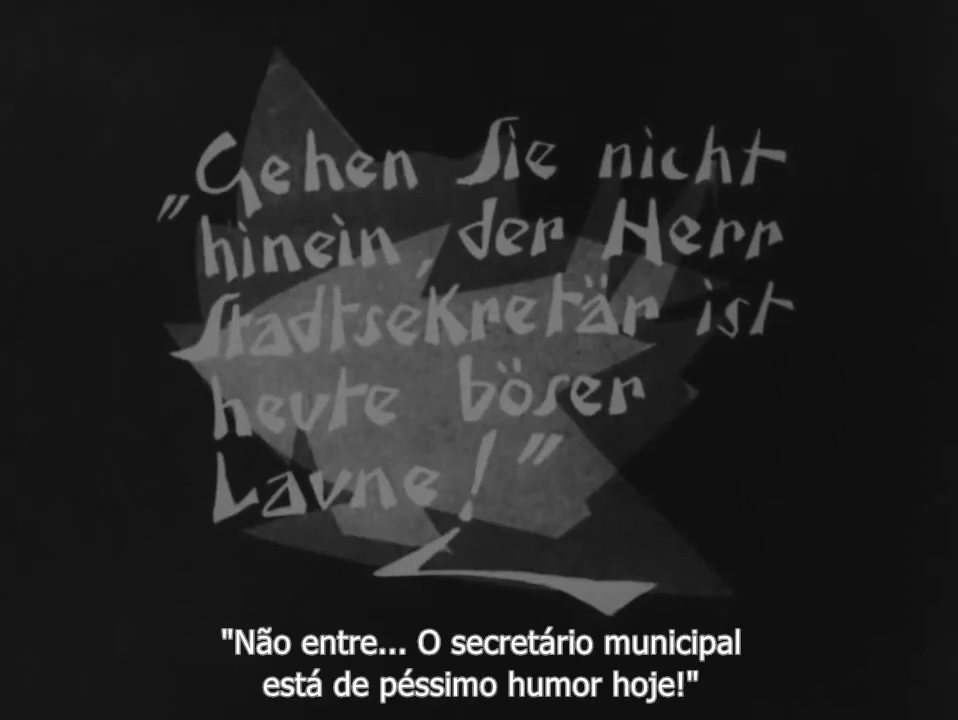 „Gehen Sie nicht
hinein, der Herr
Stadtsekretär ist
heute böser
Laune!”
"Não entre... O secretário municipal
está de péssimo humor hoje!"